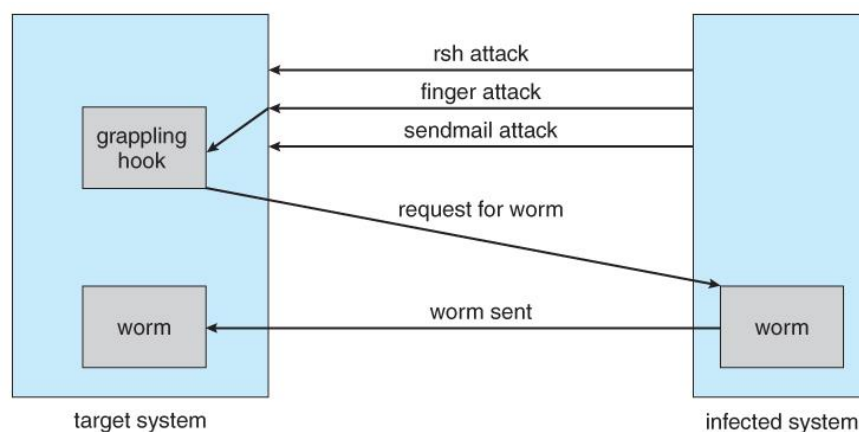 rsh attack
finger attack
sendmail attack
grappling
hook
request for worm
worm sent
worm
worm
target system
infected system